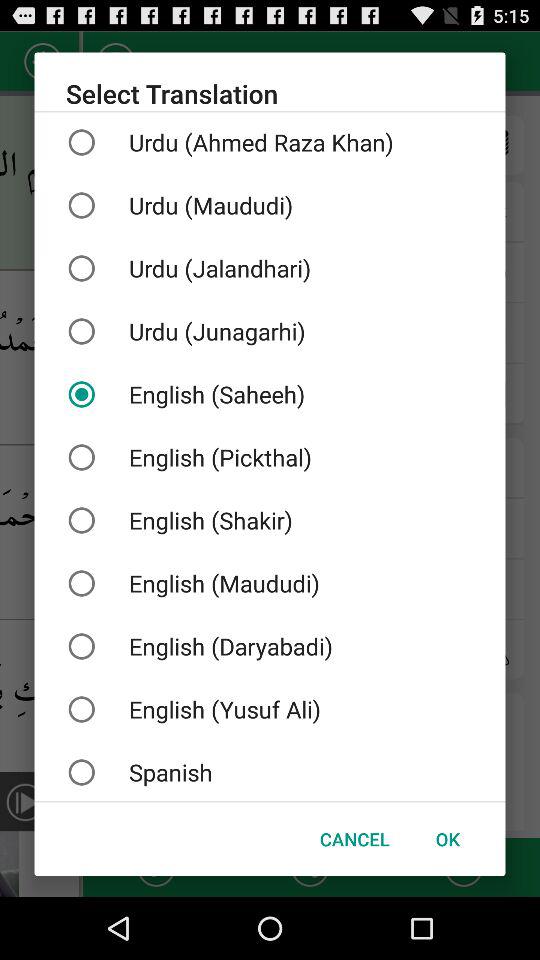 5:15
Select Translation
Urdu (Ahmed Raza Khan)
Urdu (Maududi)
Urdu (Jalandhari)
Urdu (Junagarhi)
English (Saheeh)
English (Pickthal)
English (Shakir)
English (Maududi)
English (Daryabadi)
English (Yusuf Ali)
Spanish
CANCEL OK